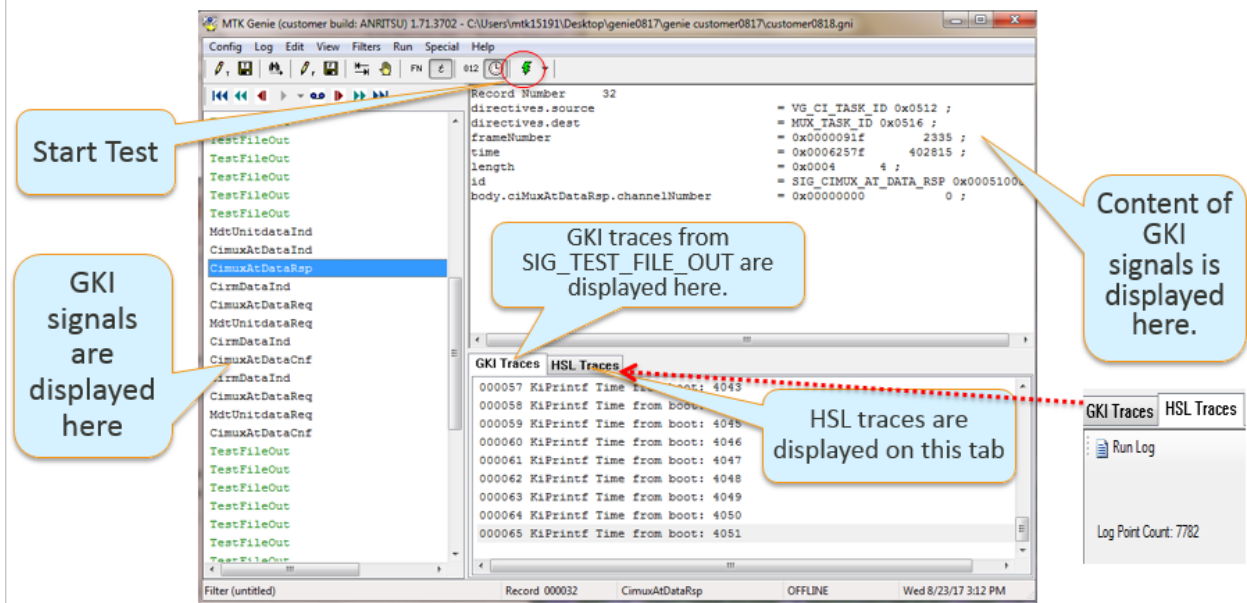 MTK Genie (customer build: ANRITSU) 1.71.3702 - C:\Users\mtk15191\Desktop\genie0817\genie customer0817\customer0818.gni
Config Log Edit View Filters Run Special Help
FN t 012
Start Test
TestFileOut
TestFileOut
TestFileOut
TestFileOut
TestFileOut
MdtUnitdataInd
CimuxAtDataInd
CimuxAtDataRsp
CirmDataInd
CimuxAtDataReq
MdtUnitdataReq
CirmDataInd
CimuxAtDataCnf
CirmDataInd
CimuxAtDataReq
MdtUnitdataReq
CimuxAtDataCnf
TestFileOut
TestFileOut
TestFileOut
TestFileOut
TestFileOut
TestFileOut
TestFileOut
GKI
signals
are
displayed
here
Record Number 32
directives.source = VG_CI_TASK_ID 0x0512 ;
directives.dest = MUX_TASK_ID 0x0516 ;
frameNumber = 0x0000091f 2335 ;
time = 0x0006257f 402815 ;
length = 0x0004 4 ;
id = SIG_CIMUX_AT_DATA_RSP 0x00051000
body.ciMuxAtDataRsp.channelNumber = 0x00000000 0 ;
Content of
GKI
signals is
displayed
here.
GKI traces from
SIG_TEST_FILE_OUT are
displayed here.
GKI Traces HSL Traces
000057 KiPrintf Time from boot: 4043
000058 KiPrintf Time from boot:
000059 KiPrintf Time from boot: 4045
000060 KiPrintf Time from boot: 4046
000061 KiPrintf Time from boot: 4047
000062 KiPrintf Time from boot: 4048
000063 KiPrintf Time from boot: 4049
000064 KiPrintf Time from boot: 4050
000065 KiPrintf Time from boot: 4051
HSL traces are
displayed on this tab
GKI Traces HSL Traces
Run Log
Log Point Count: 7782
Filter (untitled) Record 000032 CimuxAtDataRsp OFFLINE Wed 8/23/17 3:12 PM